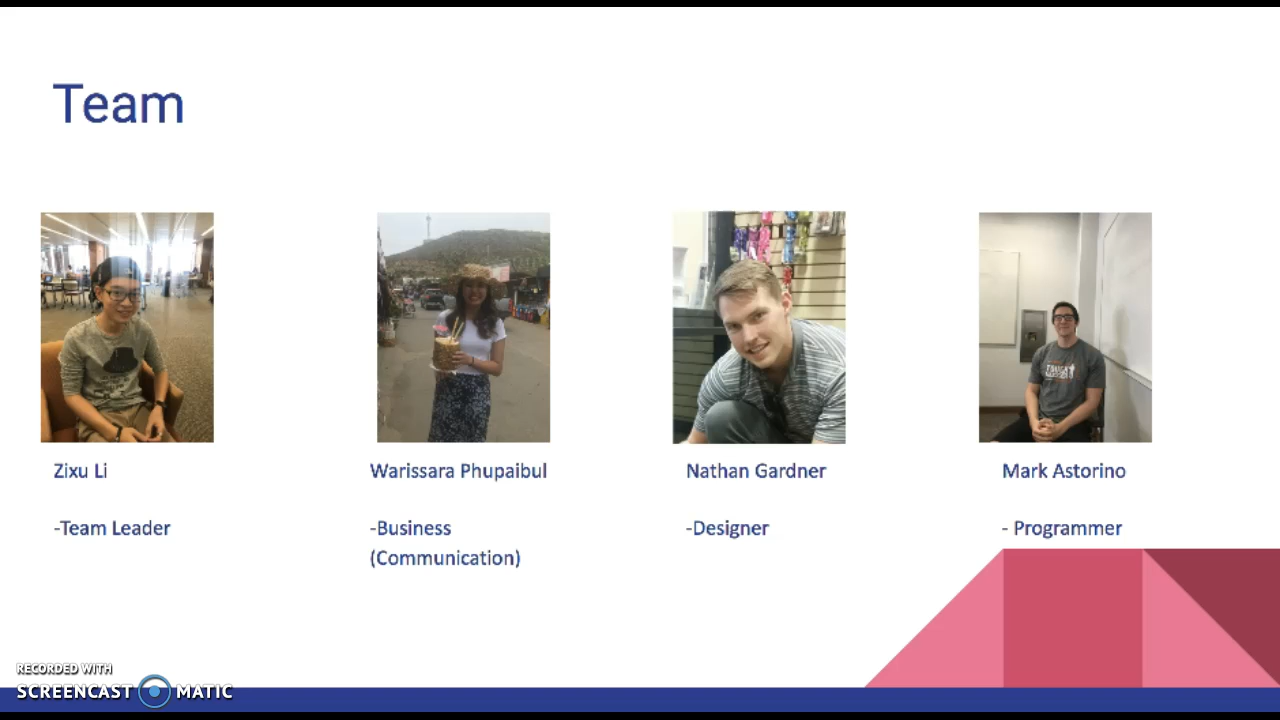 Team
Zixu Li
Warissara Phupaibul
Nathan Gardner
Mark Astorino
-Team Leader
-Business
(Communication)
-Designer
- Programmer
RECORDED WITH
SCREENCAST MATIC